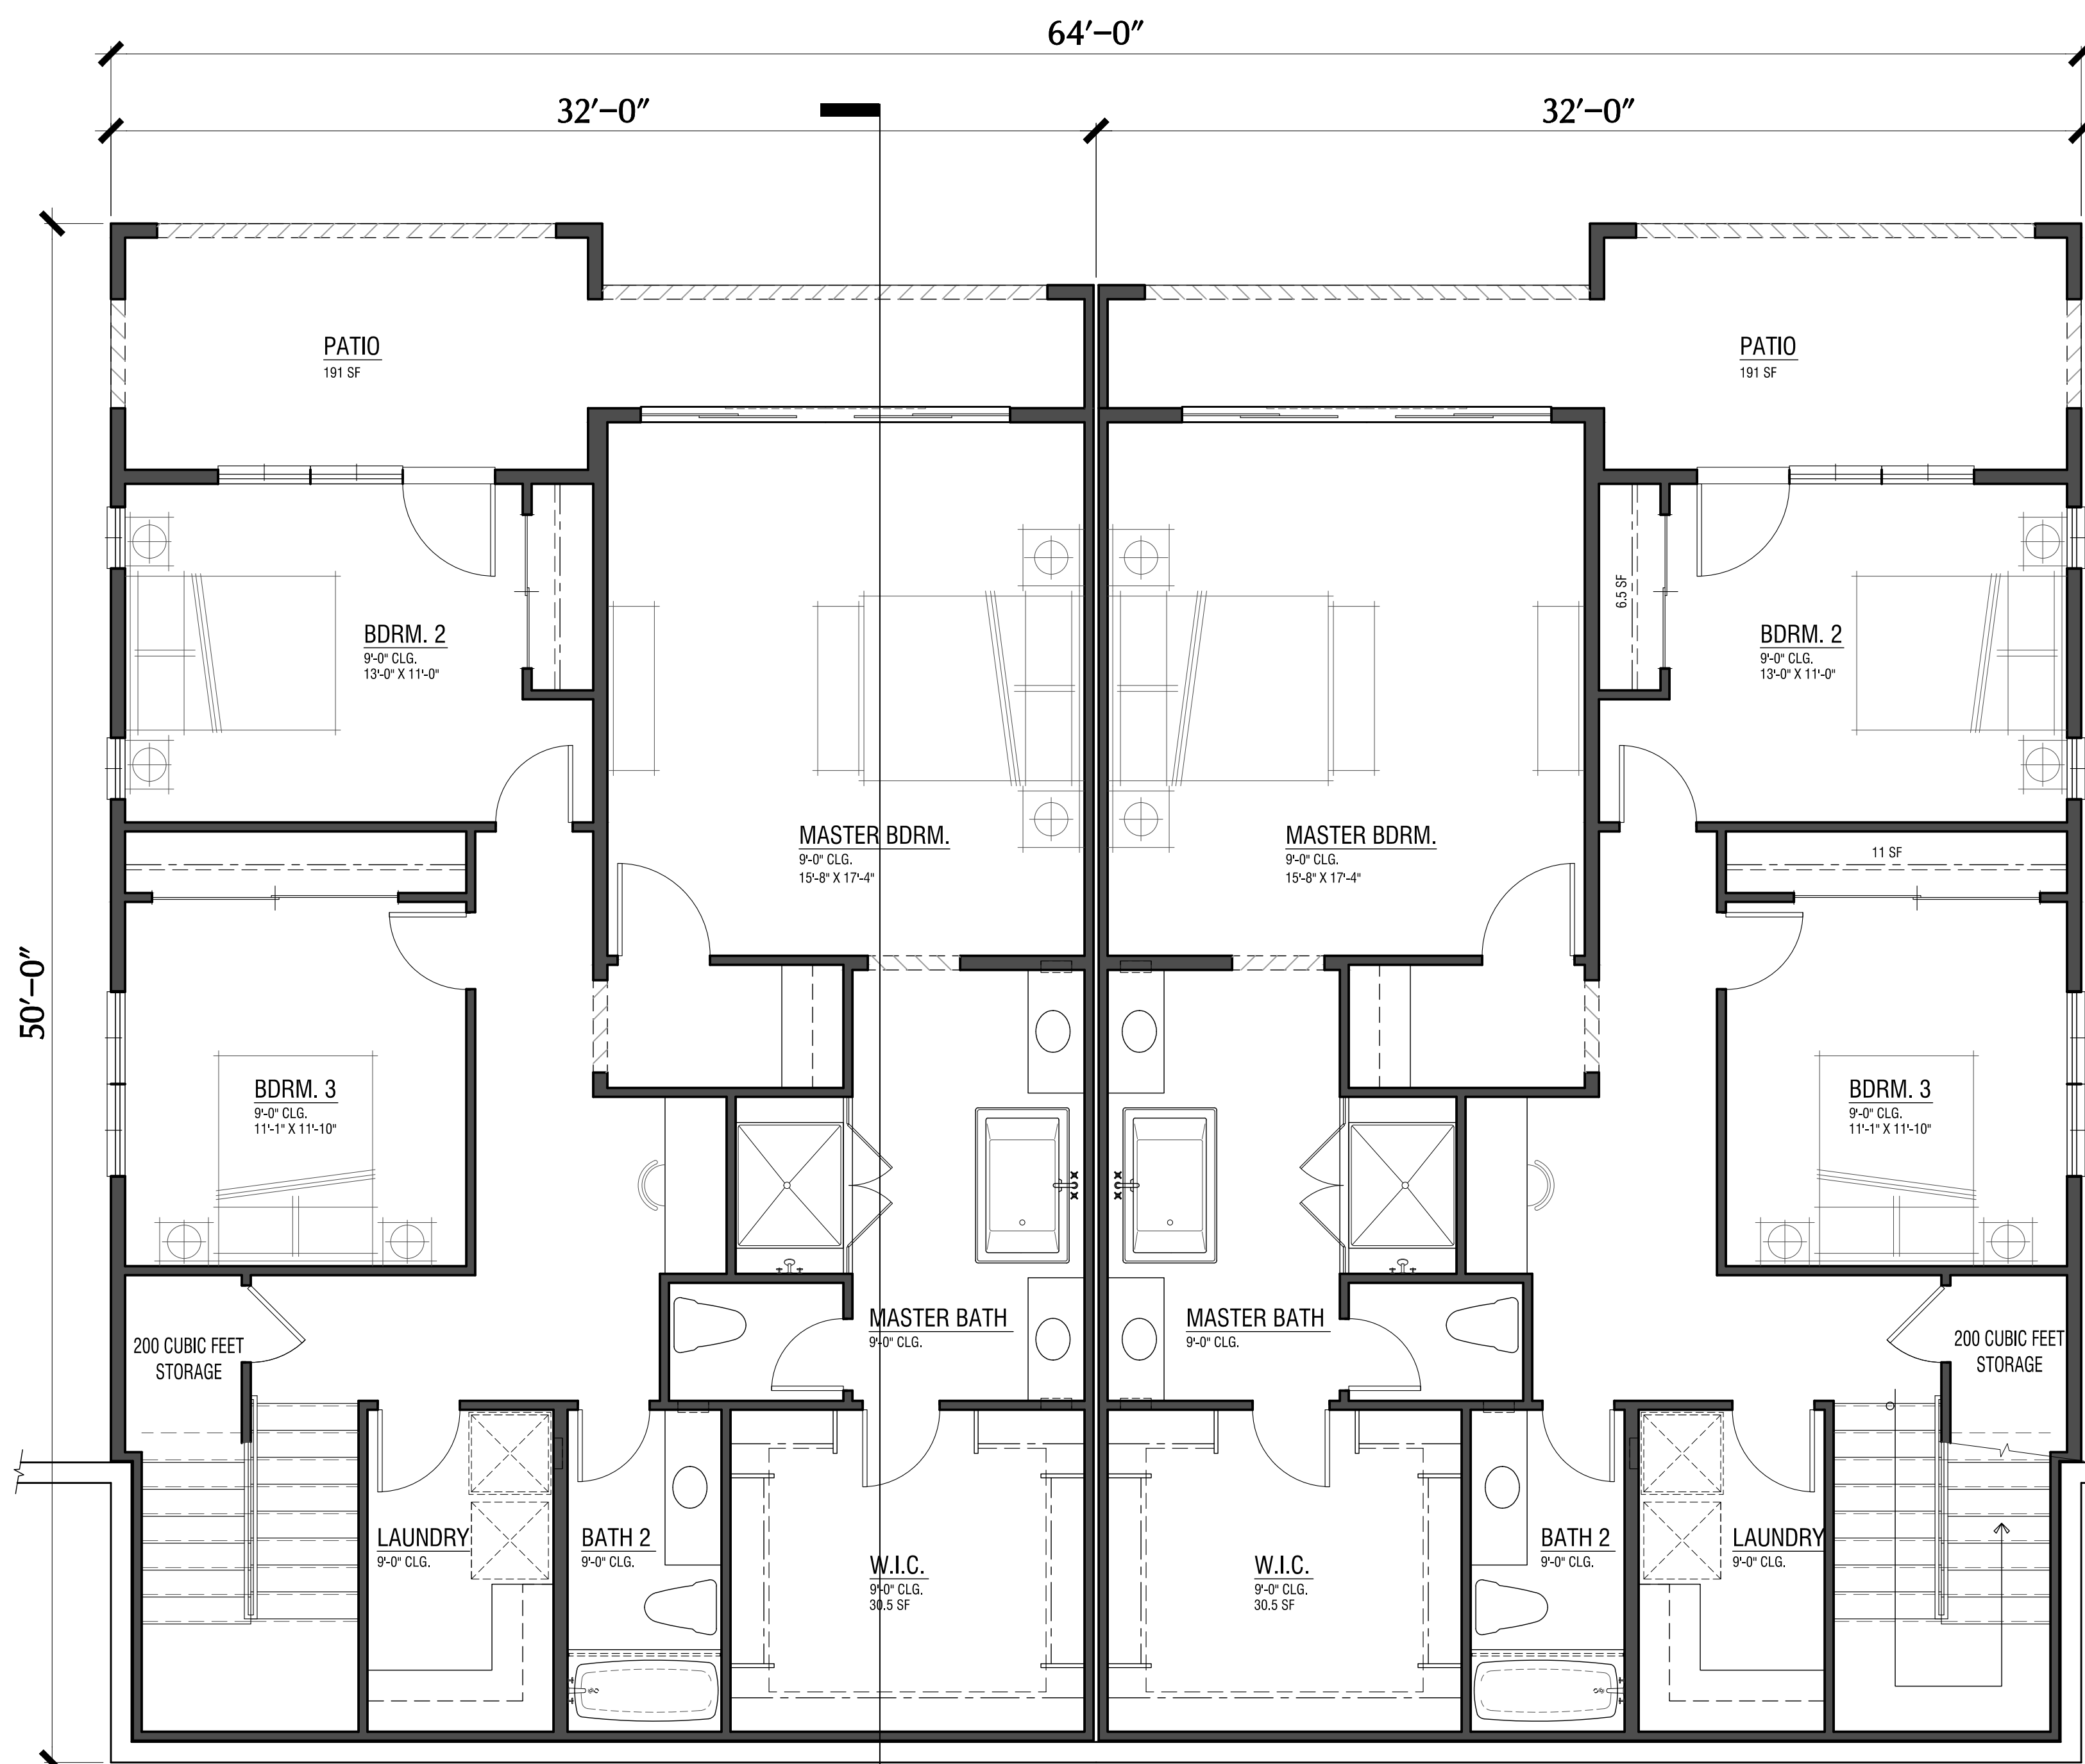 64'-0"
32'-0"
32'-0"
50'-0"
PATIO
191 SF
PATIO
191 SF
BDRM. 2
9'-0" CLG.
13'-0" X 11'-0"
6.5 SF
BDRM. 2
9'-0" CLG.
13'-0" X 11'-0"
MASTER BDRM.
9'-0" CLG.
15'-8" X 17'-4"
MASTER BDRM.
9'-0" CLG.
15'-8" X 17'-4"
11 SF
BDRM. 3
9'-0" CLG.
11'-1" X 11'-10"
BDRM. 3
9'-0" CLG.
11'-1" X 11'-10"
200 CUBIC FEET
STORAGE
MASTER BATH
9'-0" CLG.
MASTER BATH
9'-0" CLG.
200 CUBIC FEET
STORAGE
LAUNDRY
9'-0" CLG.
BATH 2
9'-0" CLG.
W.I.C.
9'-0" CLG.
30.5 SF
W.I.C.
9'-0" CLG.
30.5 SF
BATH 2
9'-0" CLG.
LAUNDRY
9'-0" CLG.